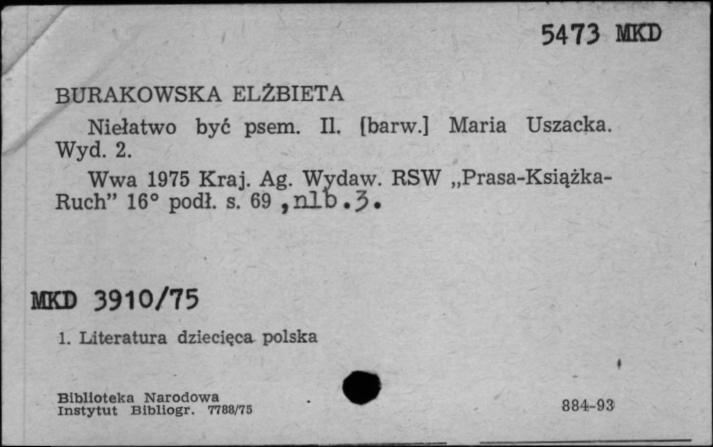 5473 MKD
BURAKOWSKA ELŻBIETA
Niełatwo być psem. Il. [barw.] Maria Uszacka.
Wyd. 2.
Wwa 1975 Kraj. Ag. Wydaw. RSW „Prasa-Książka-
Ruch” 16° podł. s. 69 ,nlb.3.
MKD 3910/75
1. Literatura dziecięca polska
Biblioteka Narodowa
Instytut Bibliogr. 7788/75
884-93